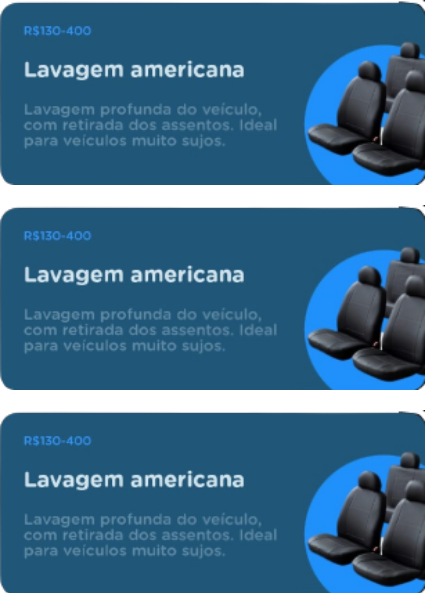 R$130-400
Lavagem americana
Lavagem profunda do veículo,
com retirada dos assentos. Ideal
para veículos muito sujos.
R$130-400
Lavagem americana
Lavagem profunda do veículo,
com retirada dos assentos. Ideal
para veículos muito sujos.
R$130-400
Lavagem americana
Lavagem profunda do veículo,
com retirada dos assentos. Ideal
para veículos muito sujos.